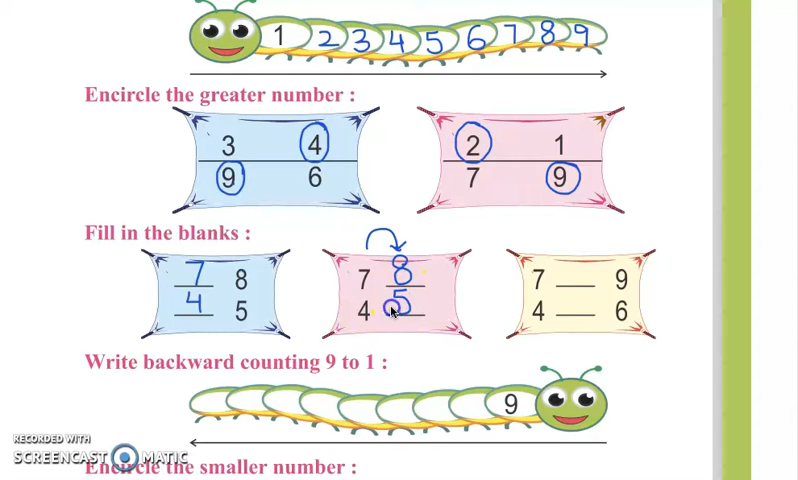 1 2 3 4 5 6 7 8 9
Encircle the greater number :
3 4 2 1
9 6 7 9
Fill in the blanks :
7 8 7 8 7 __ 9
4 5 4 5 4 __ 6
Write backward counting 9 to 1 :
9
RECORDED WITH
SCREENCAST MATIC
Encircle the smaller number :